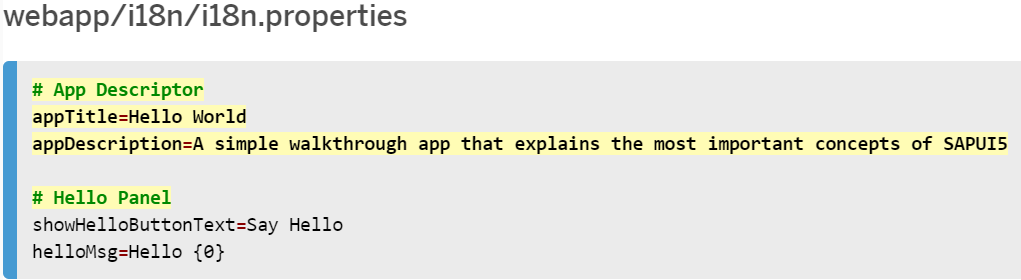 webapp/i18n/i18n.properties
# App Descriptor
appTitle=Hello World
appDescription=A simple walkthrough app that explains the most important concepts of SAPUI5
# Hello Panel
showHelloButtonText=Say Hello
helloMsg=Hello {0}